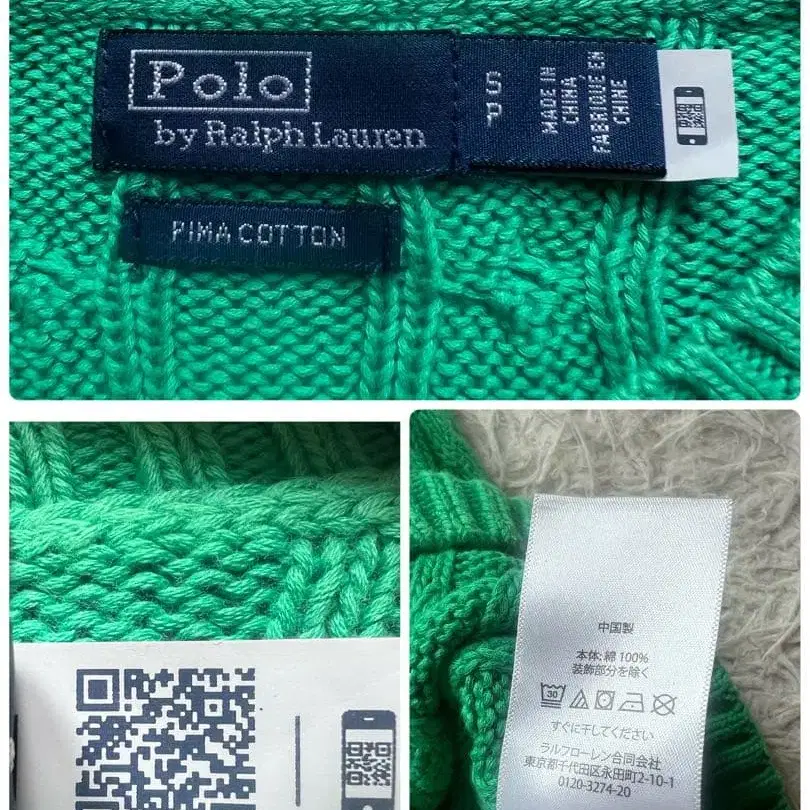 Polo
by Ralph Lauren
S
P
MADE IN
CHINA
FABRIQUE EN
CHINE
PIMA COTTON
中国製
本体: 綿 100%
装飾部分を除く
30
すぐに干してください
ラルフローレン合同会社
東京都千代田区永田町2-10-1
0120-3274-20